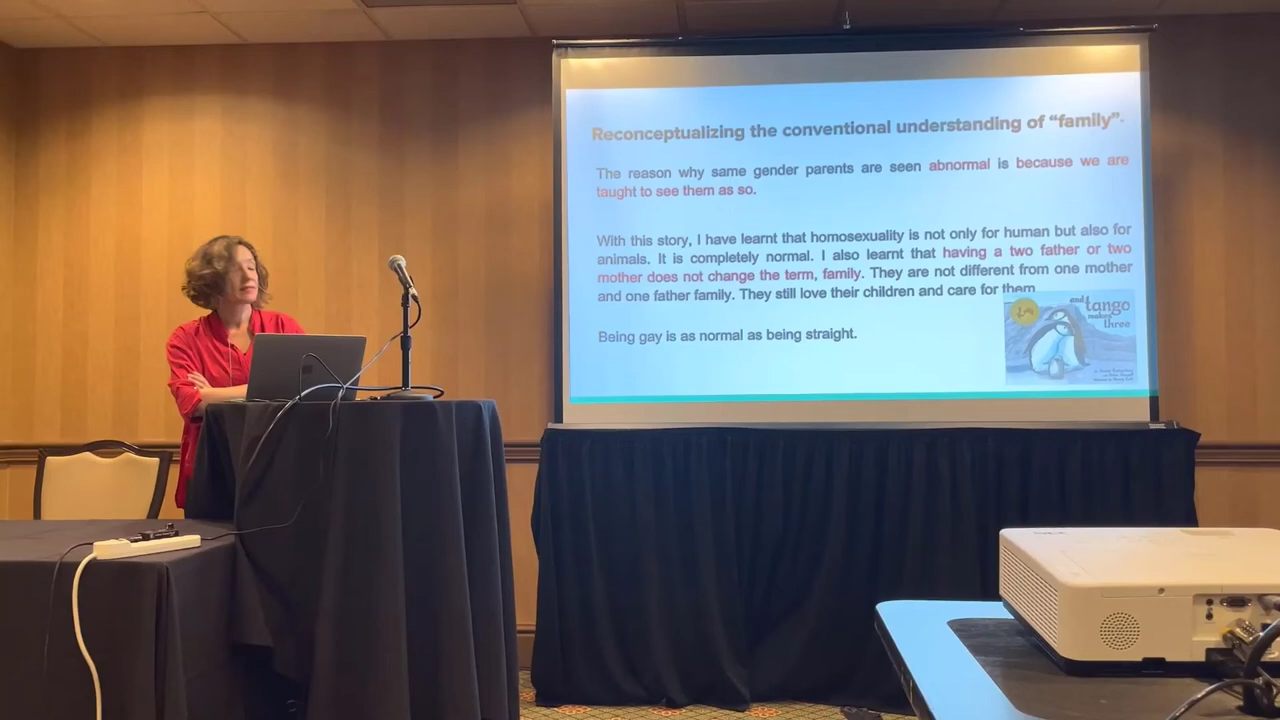 Reconceptualizing the conventional understanding of “family”.
The reason why same gender parents are seen abnormal is because we are
taught to see them as so.
With this story, I have learnt that homosexuality is not only for human but also for
animals. It is completely normal. I also learnt that having a two father or two
mother does not change the term, family. They are not different from one mother
and one father family. They still love their children and care for them
Being gay is as normal as being straight.
and tango
makes
three